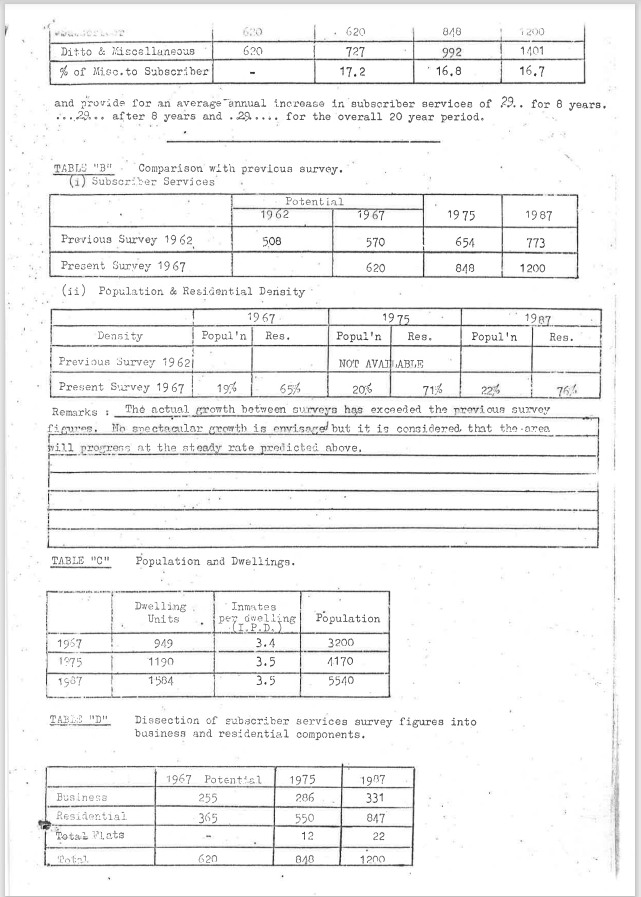 Subscriber 620 620 848 1200
Ditto & Miscellaneous 620 727 992 1401
% of Misc.to Subscriber - 17.2 16.8 16.7
and provide for an average annual increase in subscriber services of 29.. for 8 years.
...29... after 8 years and .29..... for the overall 20 year period.
TABLE "B" Comparison with previous survey.
(i) Subscriber Services
Potential
1962 1967 1975 1987
Previous Survey 1962 508 570 654 773
Present Survey 1967 620 848 1200
(ii) Population & Residential Density
1967 1975 1987
Density Popul'n Res. Popul'n Res. Popul'n Res.
Previous Survey 1962 NOT AVAILABLE
Present Survey 1967 19% 65% 20% 71% 22% 76%
Remarks : The actual growth between surveys has exceeded the previous survey
figures. No spectacular growth is envisaged but it is considered that the area
will progress at the steady rate predicted above.
TABLE "C" Population and Dwellings.
Dwelling Units Inmates per dwelling (I.P.D.) Population
1967 949 3.4 3200
1975 1190 3.5 4170
1987 1584 3.5 5540
TABLE "D" Dissection of subscriber services survey figures into
business and residential components.
1967 Potential 1975 1987
Business 255 286 331
Residential 365 550 847
Total Flats - 12 22
Total 620 848 1200